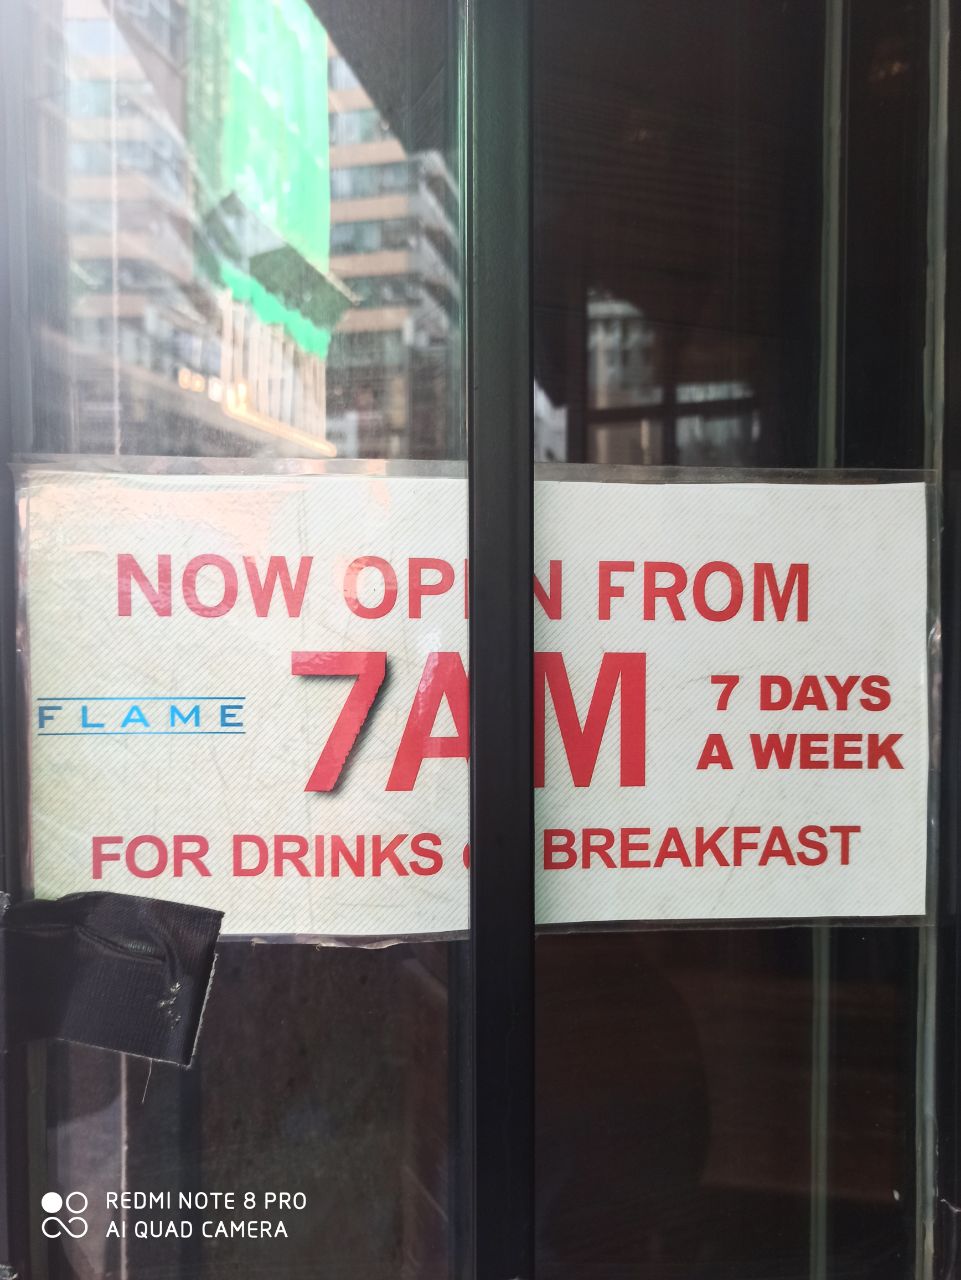 NOW OPEN FROM
FLAME
7AM
7 DAYS
A WEEK
FOR DRINKS & BREAKFAST
REDMI NOTE 8 PRO
AI QUAD CAMERA